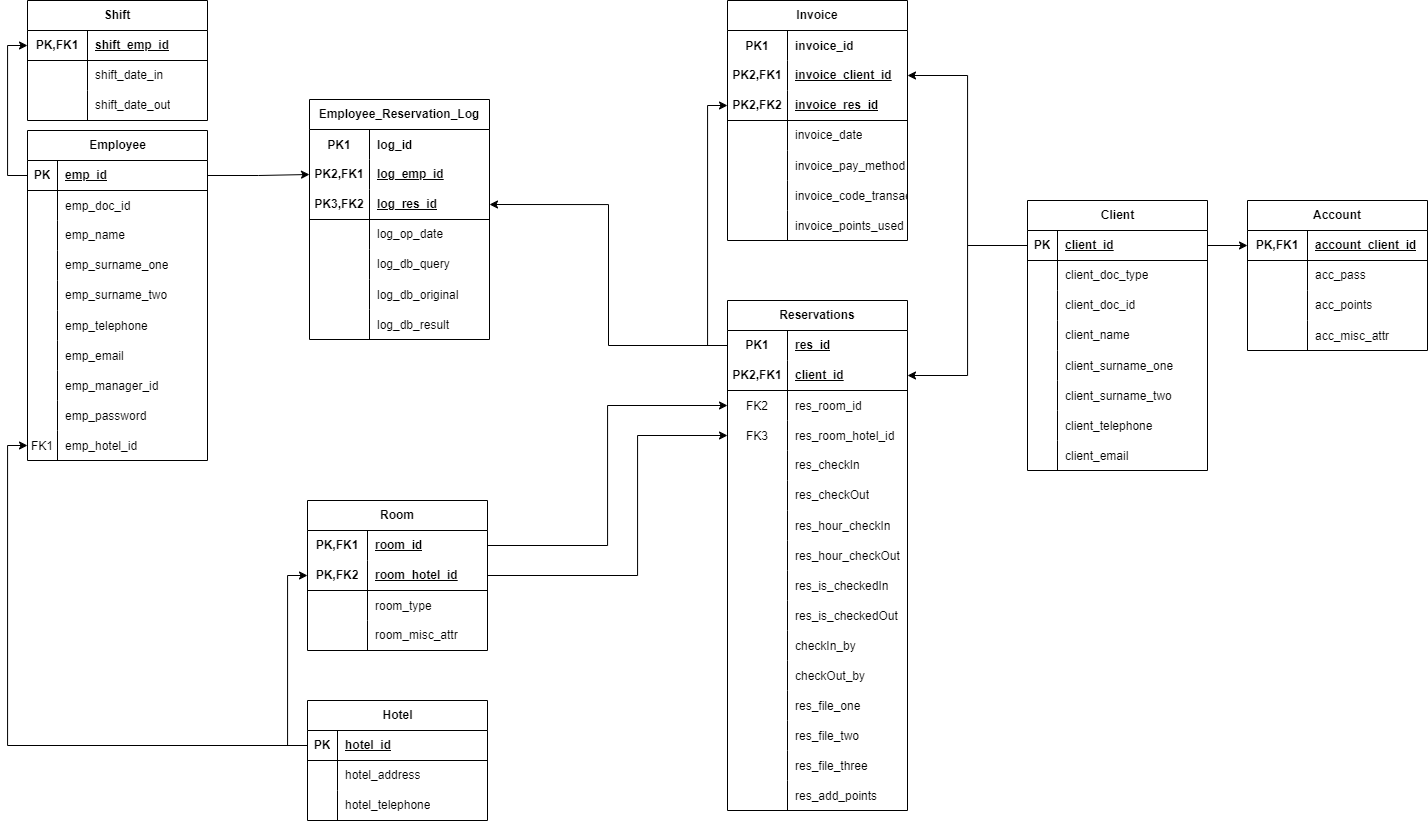 Shift
PK,FK1 shift_emp_id
shift_date_in
shift_date_out
Employee
PK emp_id
emp_doc_id
emp_name
emp_surname_one
emp_surname_two
emp_telephone
emp_email
emp_manager_id
emp_password
FK1 emp_hotel_id
Employee_Reservation_Log
PK1 log_id
PK2,FK1 log_emp_id
PK3,FK2 log_res_id
log_op_date
log_db_query
log_db_original
log_db_result
Room
PK,FK1 room_id
PK,FK2 room_hotel_id
room_type
room_misc_attr
Hotel
PK hotel_id
hotel_address
hotel_telephone
Invoice
PK1 invoice_id
PK2,FK1 invoice_client_id
PK2,FK2 invoice_res_id
invoice_date
invoice_pay_method
invoice_code_transac
invoice_points_used
Reservations
PK1 res_id
PK2,FK1 client_id
FK2 res_room_id
FK3 res_room_hotel_id
res_checkIn
res_checkOut
res_hour_checkIn
res_hour_checkOut
res_is_checkedIn
res_is_checkedOut
checkIn_by
checkOut_by
res_file_one
res_file_two
res_file_three
res_add_points
Client
PK client_id
client_doc_type
client_doc_id
client_name
client_surname_one
client_surname_two
client_telephone
client_email
Account
PK,FK1 account_client_id
acc_pass
acc_points
acc_misc_attr